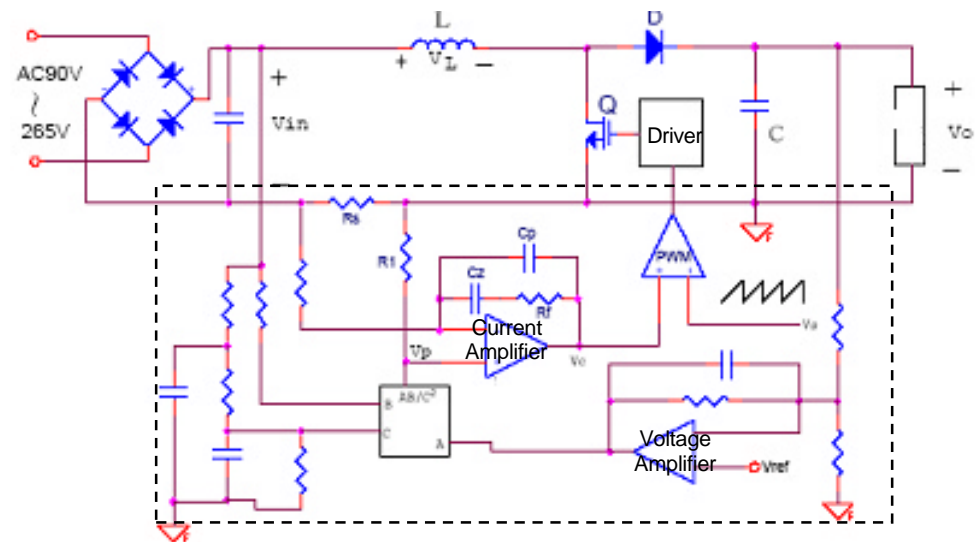 L
D
AC90V
~
265V
+
Vin
−
+ VL −
Q
Driver
C
+
Vo
−
Rs
R1
Cp
Cz
Rf
PWM
Current
Amplifier
Vp
Vc
AB/C²
B
C
A
Voltage
Amplifier
Vref